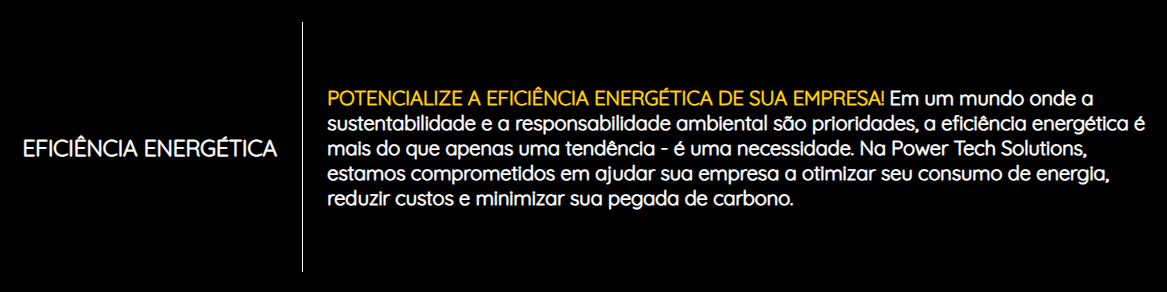 EFICIÊNCIA ENERGÉTICA
POTENCIALIZE A EFICIÊNCIA ENERGÉTICA DE SUA EMPRESA! Em um mundo onde a
sustentabilidade e a responsabilidade ambiental são prioridades, a eficiência energética é
mais do que apenas uma tendência - é uma necessidade. Na Power Tech Solutions,
estamos comprometidos em ajudar sua empresa a otimizar seu consumo de energia,
reduzir custos e minimizar sua pegada de carbono.